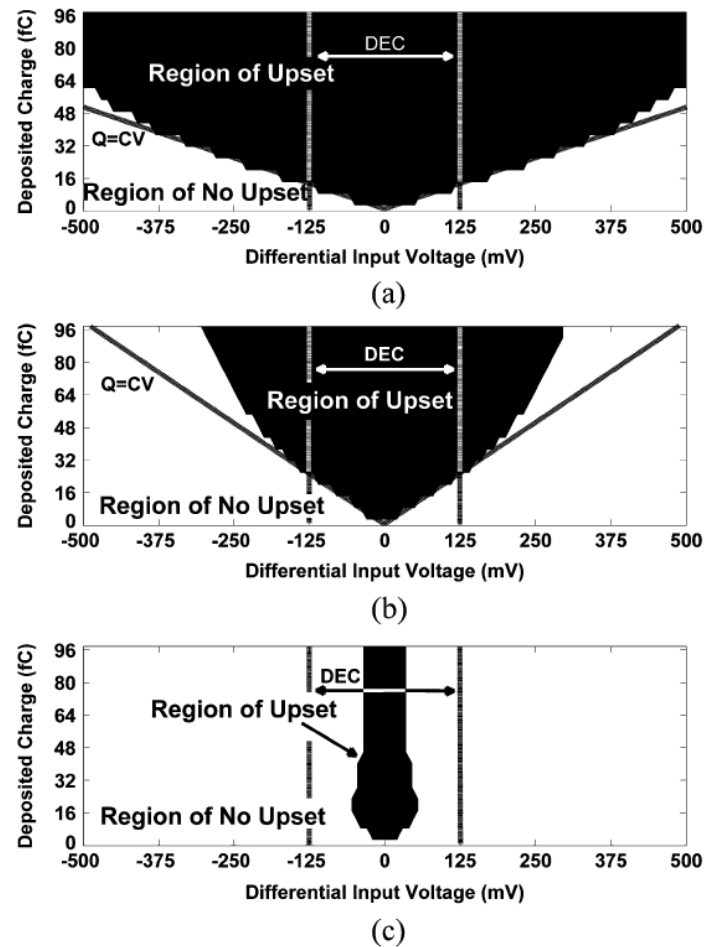 96
80
64
48
32
16
0
Deposited Charge (fC)
DEC
Region of Upset
Q=CV
Region of No Upset
-500 -375 -250 -125 0 125 250 375 500
Differential Input Voltage (mV)
(a)
96
80
64
48
32
16
0
Deposited Charge (fC)
DEC
Q=CV
Region of Upset
Region of No Upset
-500 -375 -250 -125 0 125 250 375 500
Differential Input Voltage (mV)
(b)
96
80
64
48
32
16
0
Deposited Charge (fC)
DEC
Region of Upset
Region of No Upset
-500 -375 -250 -125 0 125 250 375 500
Differential Input Voltage (mV)
(c)